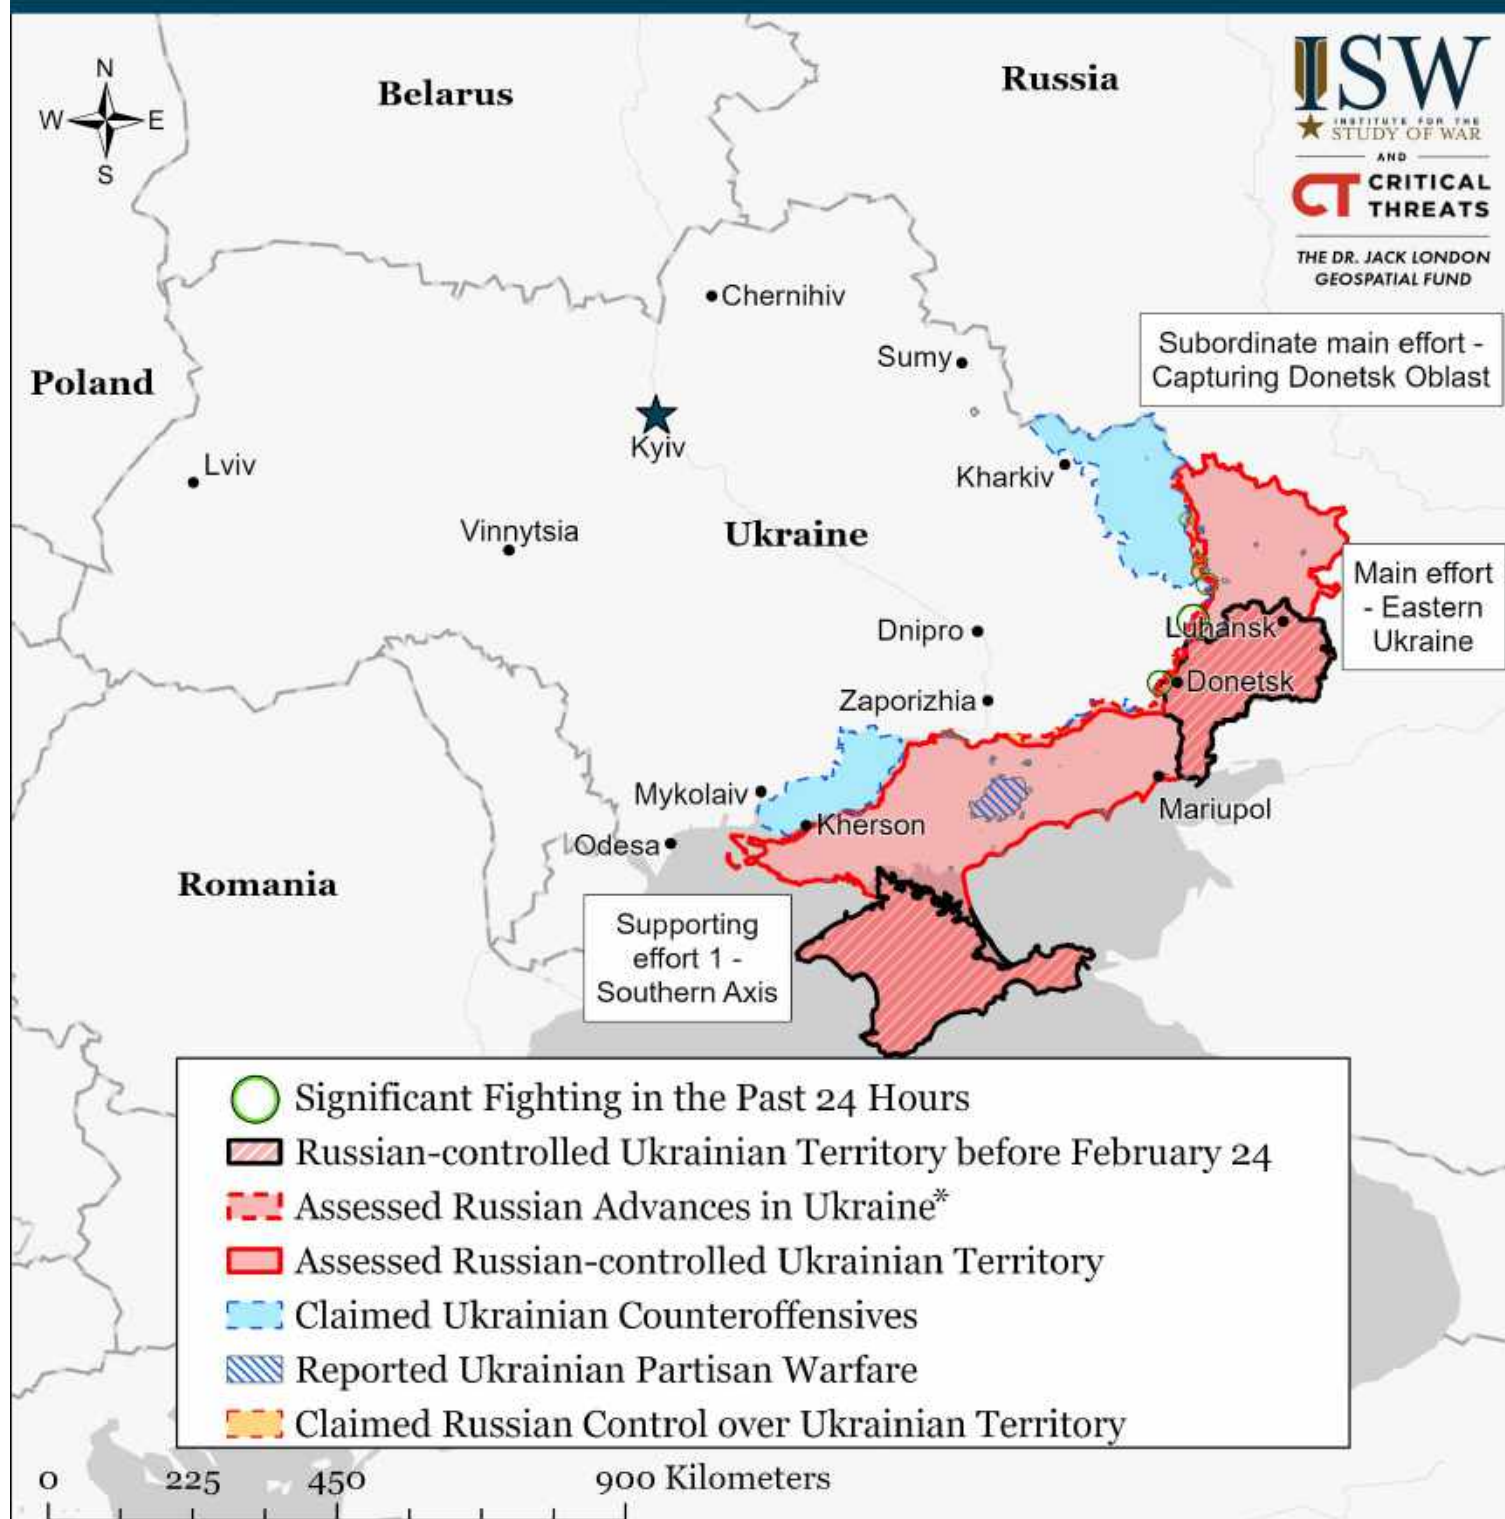 N
W E
S
Belarus
Russia
ISW
INSTITUTE FOR THE
STUDY OF WAR
AND
CT CRITICAL
THREATS
THE DR. JACK LONDON
GEOSPATIAL FUND
Chernihiv
Subordinate main effort -
Capturing Donetsk Oblast
Sumy
Poland
Kyiv
Lviv
Kharkiv
Vinnytsia
Ukraine
Main effort
- Eastern
Ukraine
Dnipro
Luhansk
Donetsk
Zaporizhia
Mykolaiv
Mariupol
Kherson
Odesa
Romania
Supporting
effort 1 -
Southern Axis
Significant Fighting in the Past 24 Hours
Russian-controlled Ukrainian Territory before February 24
Assessed Russian Advances in Ukraine*
Assessed Russian-controlled Ukrainian Territory
Claimed Ukrainian Counteroffensives
Reported Ukrainian Partisan Warfare
Claimed Russian Control over Ukrainian Territory
0 225 450 900 Kilometers